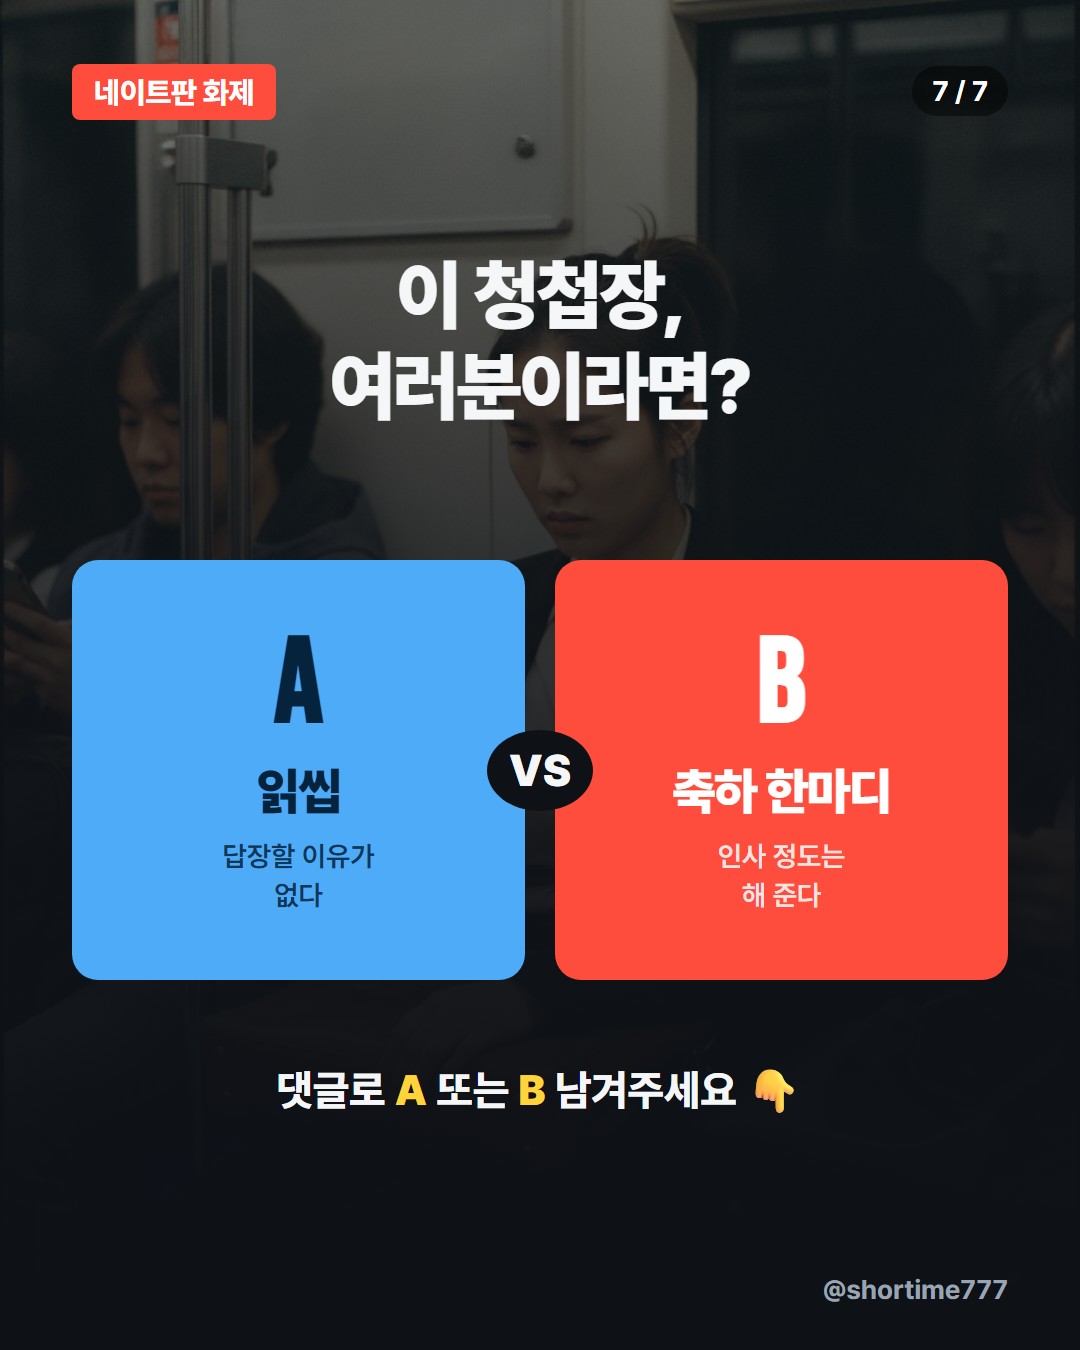 네이트판 화제
7 / 7
이 청첩장,
여러분이라면?
A
읽씹
답장할 이유가
없다
VS
B
축하 한마디
인사 정도는
해 준다
댓글로 A 또는 B 남겨주세요 👇
@shortime777